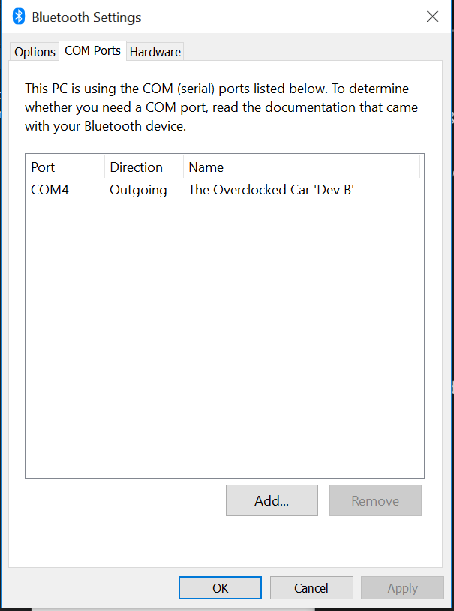 Bluetooth Settings
Options COM Ports Hardware
This PC is using the COM (serial) ports listed below. To determine
whether you need a COM port, read the documentation that came
with your Bluetooth device.
Port Direction Name
COM4 Outgoing The Overclocked Car 'Dev B'
Add... Remove
OK Cancel Apply